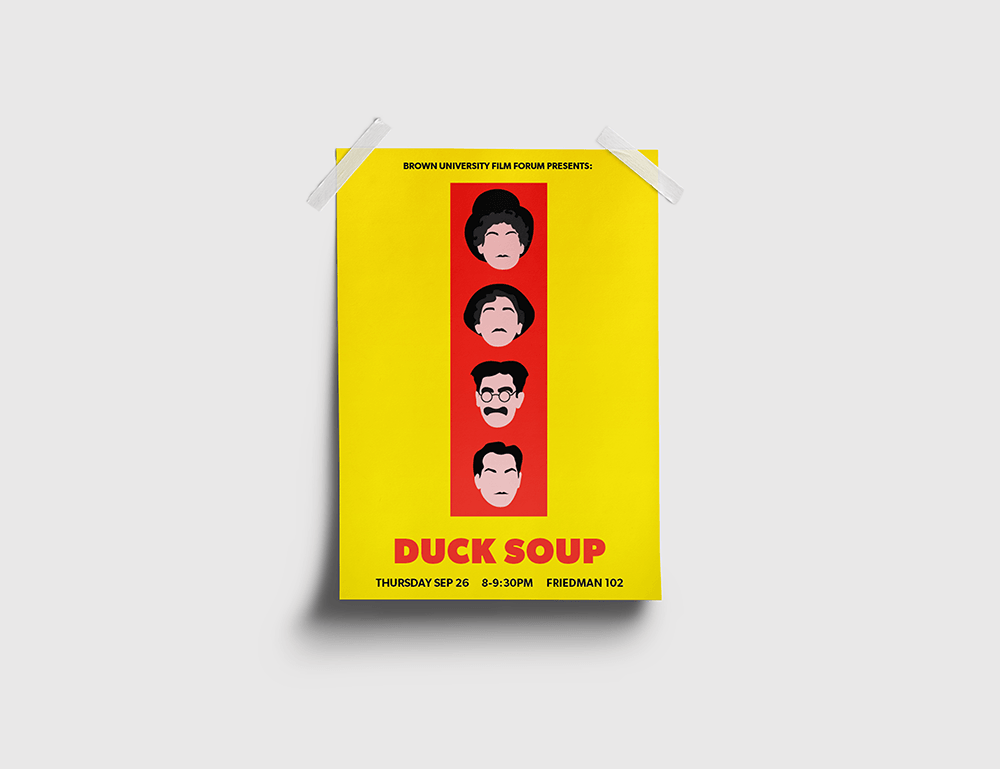 BROWN UNIVERSITY FILM FORUM PRESENTS:
DUCK SOUP
THURSDAY SEP 26 8-9:30PM FRIEDMAN 102